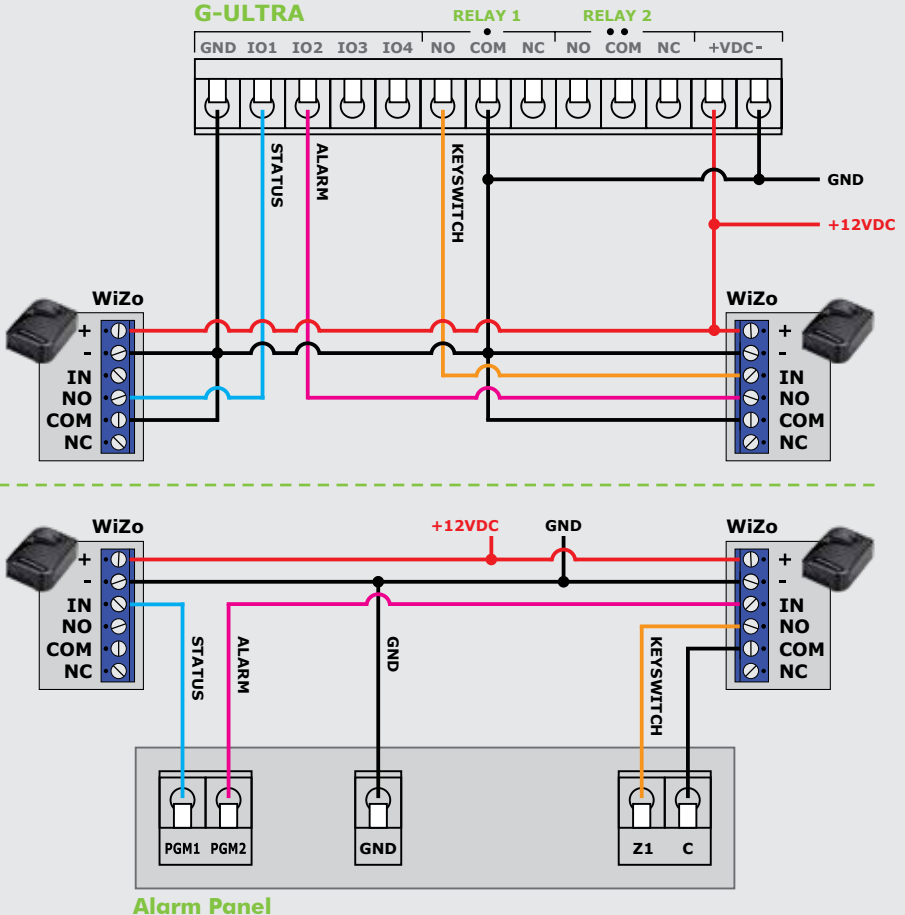 G-ULTRA
RELAY 1
RELAY 2
GND IO1 IO2 IO3 IO4 NO COM NC NO COM NC +VDC-
STATUS
ALARM
KEYSWITCH
GND
+12VDC
WiZo
+
-
IN
NO
COM
NC
WiZo
+
-
IN
NO
COM
NC
WiZo
+
-
IN
NO
COM
NC
+12VDC
GND
WiZo
+
-
IN
NO
COM
NC
STATUS
ALARM
GND
KEYSWITCH
PGM1 PGM2
GND
Z1 C
Alarm Panel